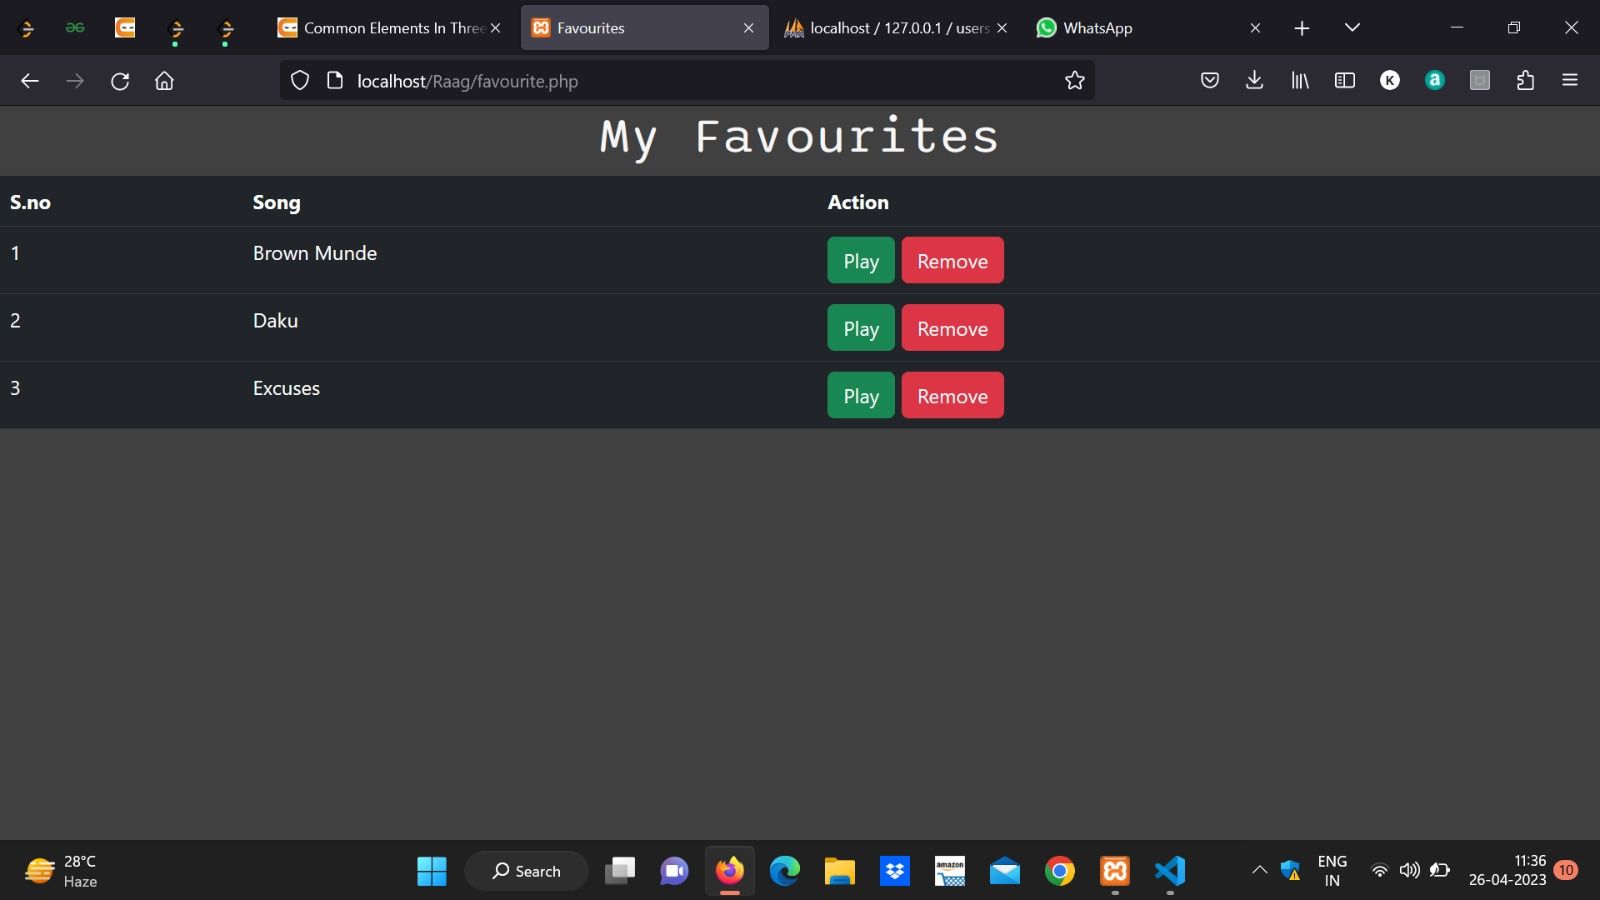 Common Elements In Three
Favourites
localhost / 127.0.0.1 / users
WhatsApp
localhost/Raag/favourite.php
K
a
My Favourites
S.no Song Action
1 Brown Munde Play Remove
2 Daku Play Remove
3 Excuses Play Remove
28°C
Haze
Search
amazon
ENG
IN
11:36
26-04-2023
10